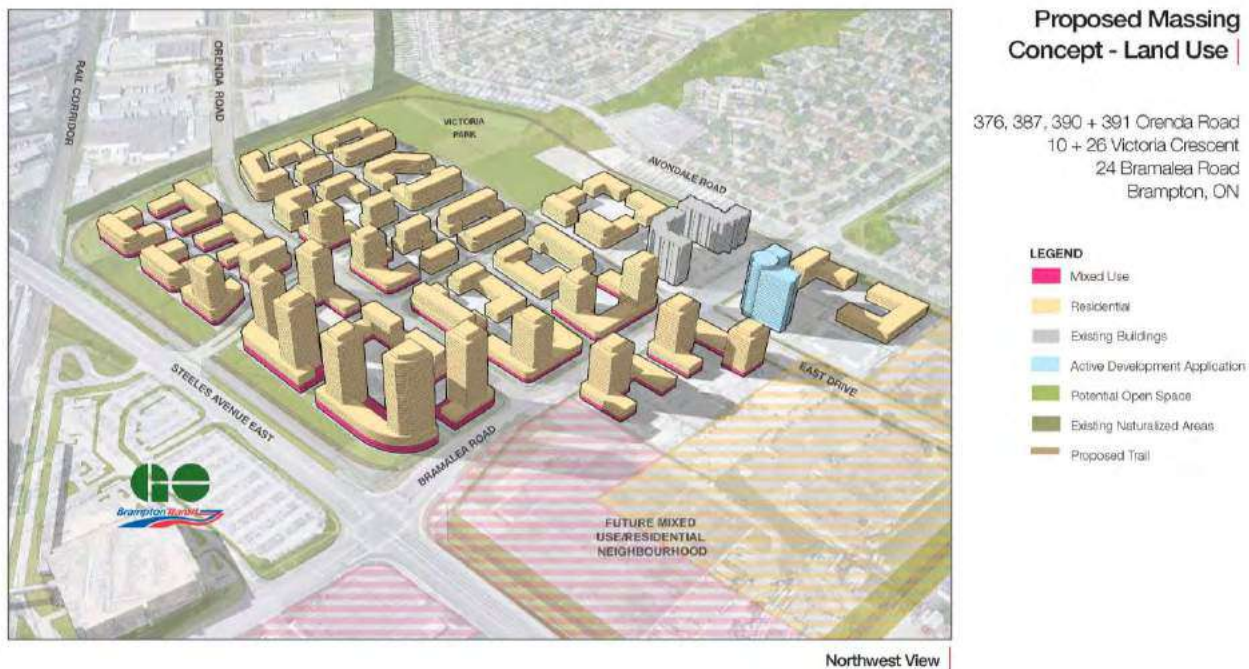 Proposed Massing
Concept - Land Use
376, 387, 390 + 391 Orenda Road
10 + 26 Victoria Crescent
24 Bramalea Road
Brampton, ON
LEGEND
Mixed Use
Residential
Existing Buildings
Active Development Application
Potential Open Space
Existing Naturalized Areas
Proposed Trail
RAIL CORRIDOR
ORENDA ROAD
VICTORIA
PARK
AVONDALE ROAD
STEELES AVENUE EAST
BRAMALEA ROAD
EAST DRIVE
GO
Brampton Transit
FUTURE MIXED
USE/RESIDENTIAL
NEIGHBOURHOOD
Northwest View